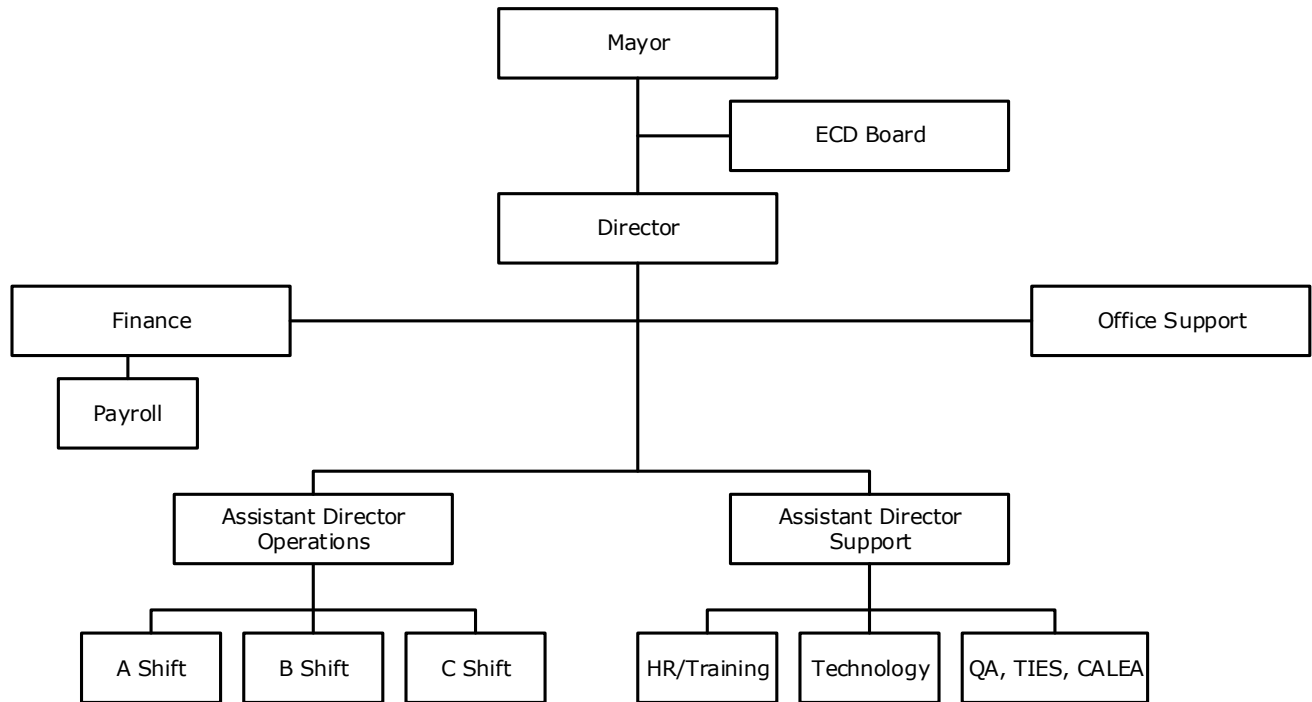 Mayor
ECD Board
Director
Finance
Office Support
Payroll
Assistant Director
Operations
Assistant Director
Support
A Shift
B Shift
C Shift
HR/Training
Technology
QA, TIES, CALEA